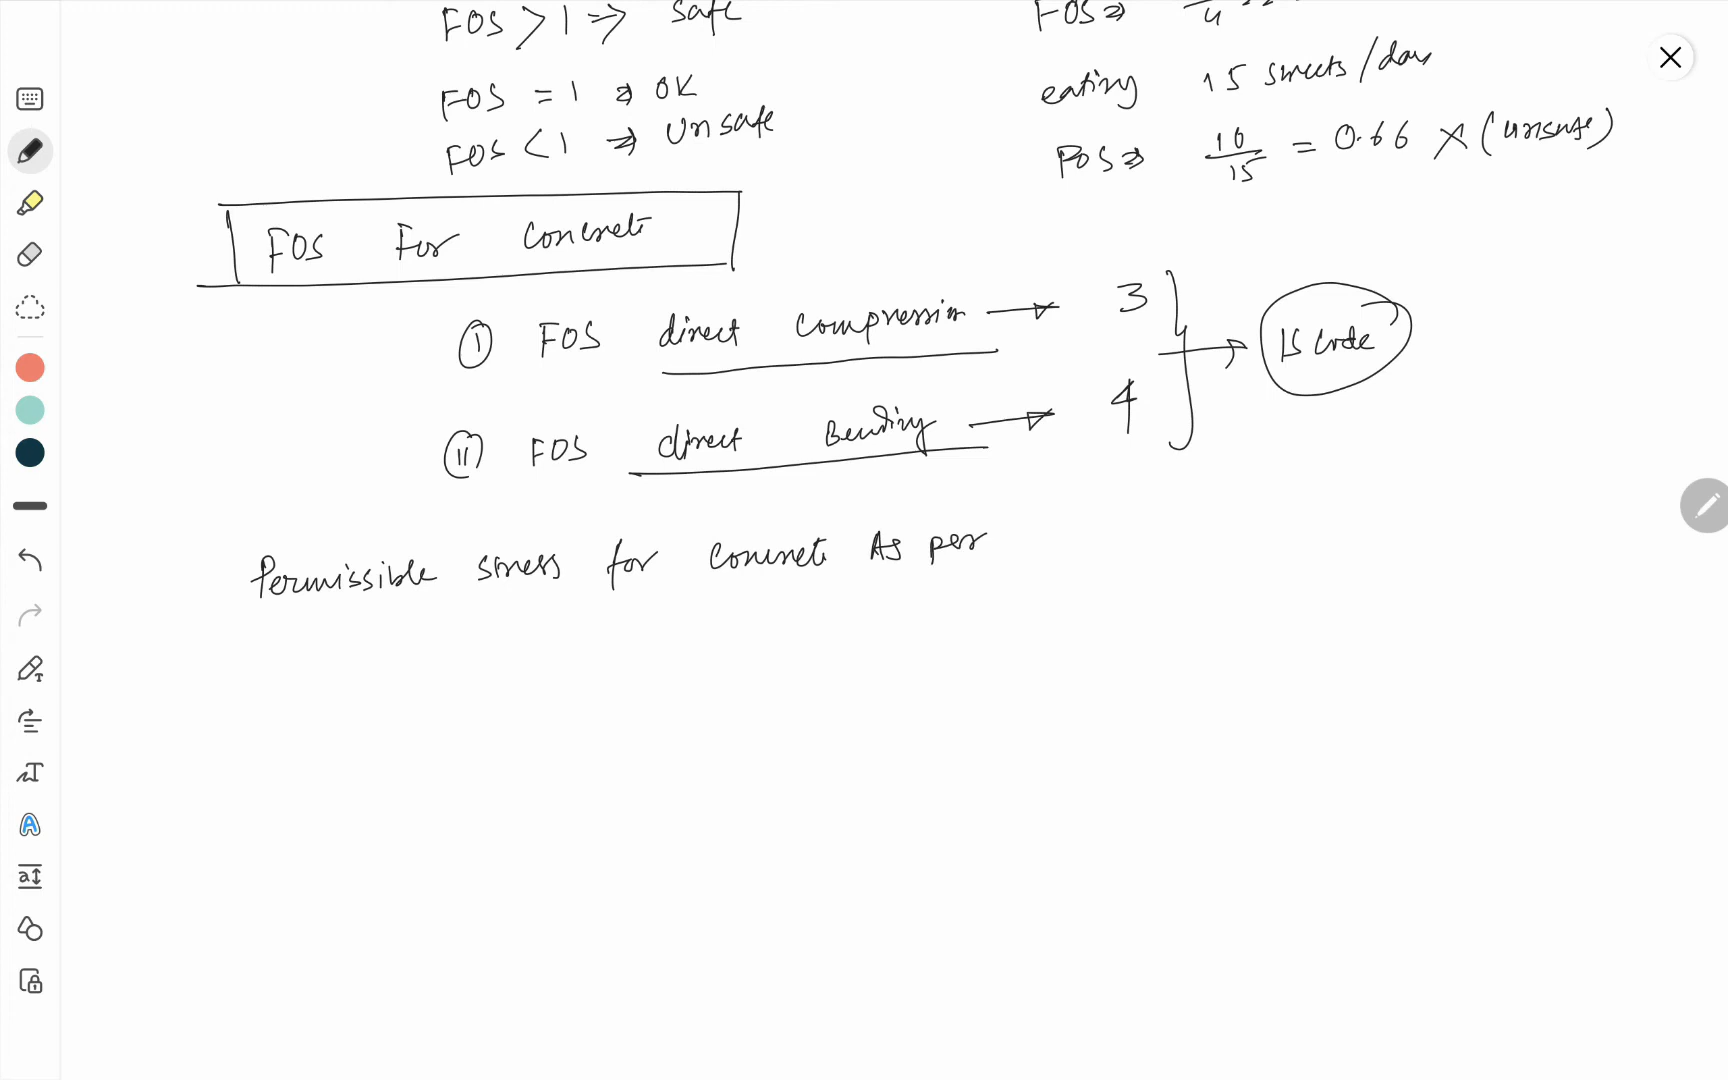 FOS > 1 => safe
FOS = 1 => OK
FOS < 1 => Unsafe
FOS =>
eating 15 sweets/day
FOS => 10/15 = 0.66 × (unsafe)
FOS For Concrete
(i) FOS direct compression → 3
(ii) FOS direct Bending → 4
IS Code
Permissible stress for concrete As per